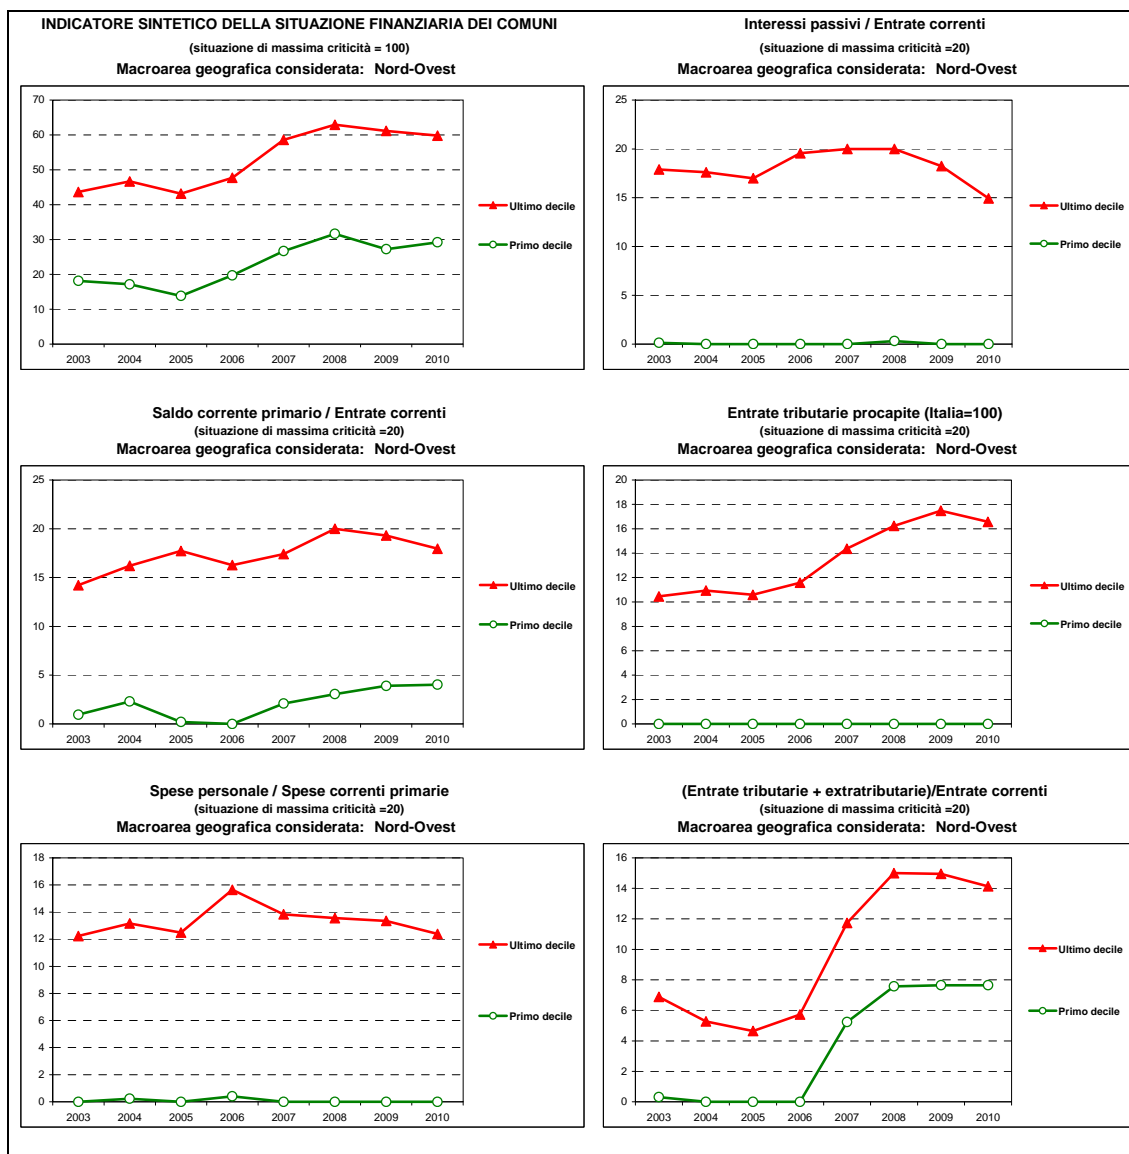 INDICATORE SINTETICO DELLA SITUAZIONE FINANZIARIA DEI COMUNI
(situazione di massima criticità = 100)
Macroarea geografica considerata: Nord-Ovest
70
60
50
40
30
20
10
0
2003 2004 2005 2006 2007 2008 2009 2010
Ultimo decile
Primo decile
Interessi passivi / Entrate correnti
(situazione di massima criticità =20)
Macroarea geografica considerata: Nord-Ovest
25
20
15
10
5
0
2003 2004 2005 2006 2007 2008 2009 2010
Ultimo decile
Primo decile
Saldo corrente primario / Entrate correnti
(situazione di massima criticità =20)
Macroarea geografica considerata: Nord-Ovest
25
20
15
10
5
0
2003 2004 2005 2006 2007 2008 2009 2010
Ultimo decile
Primo decile
Entrate tributarie procapite (Italia=100)
(situazione di massima criticità =20)
Macroarea geografica considerata: Nord-Ovest
20
18
16
14
12
10
8
6
4
2
0
2003 2004 2005 2006 2007 2008 2009 2010
Ultimo decile
Primo decile
Spese personale / Spese correnti primarie
(situazione di massima criticità =20)
Macroarea geografica considerata: Nord-Ovest
18
16
14
12
10
8
6
4
2
0
2003 2004 2005 2006 2007 2008 2009 2010
Ultimo decile
Primo decile
(Entrate tributarie + extratributarie)/Entrate correnti
(situazione di massima criticità =20)
Macroarea geografica considerata: Nord-Ovest
16
14
12
10
8
6
4
2
0
2003 2004 2005 2006 2007 2008 2009 2010
Ultimo decile
Primo decile